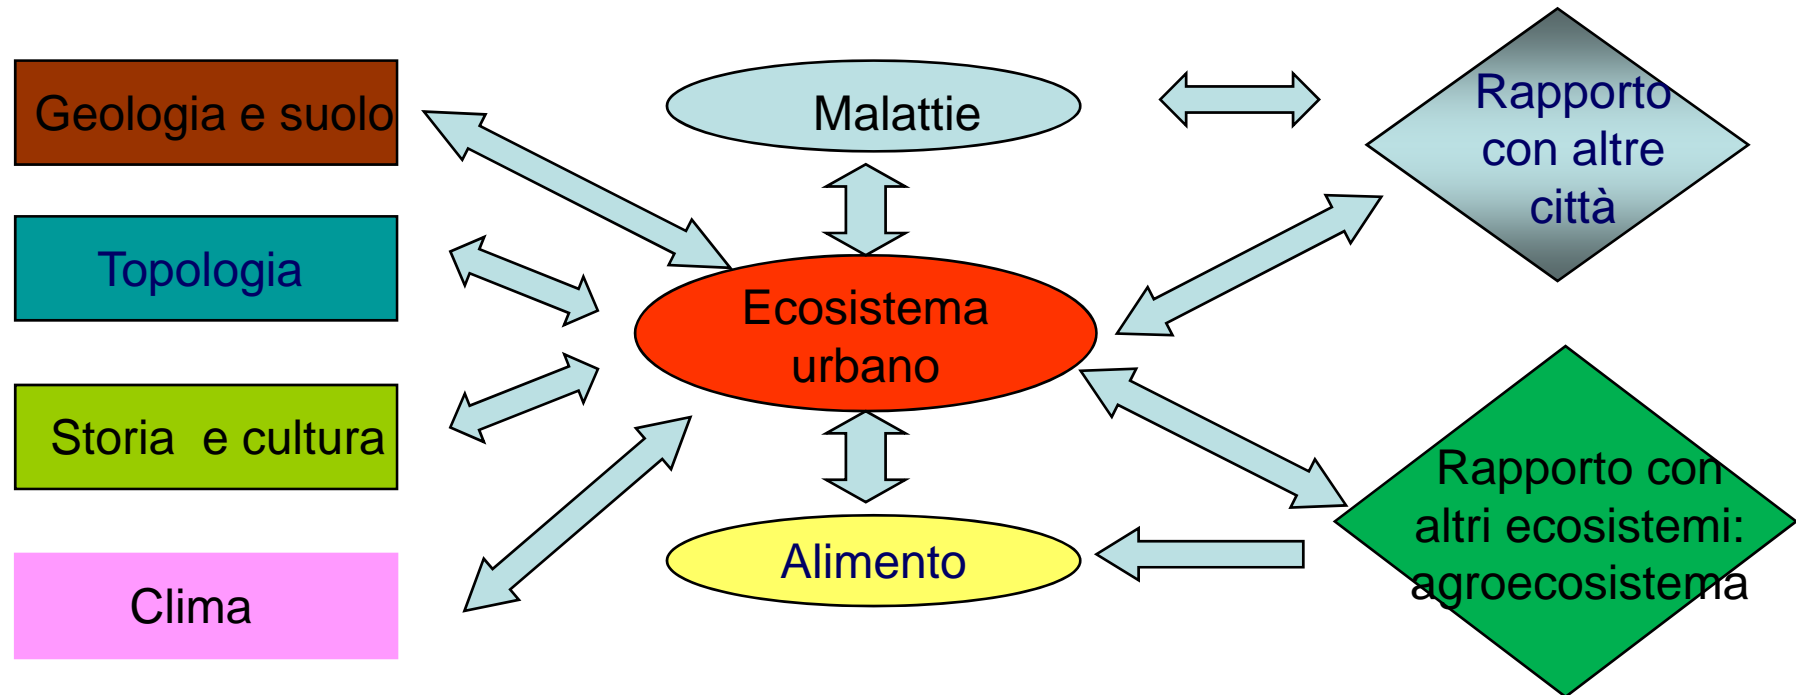 Geologia e suolo
Topologia
Storia e cultura
Clima
Malattie
Ecosistema
urbano
Alimento
Rapporto
con altre
città
Rapporto con
altri ecosistemi:
agroecosistema